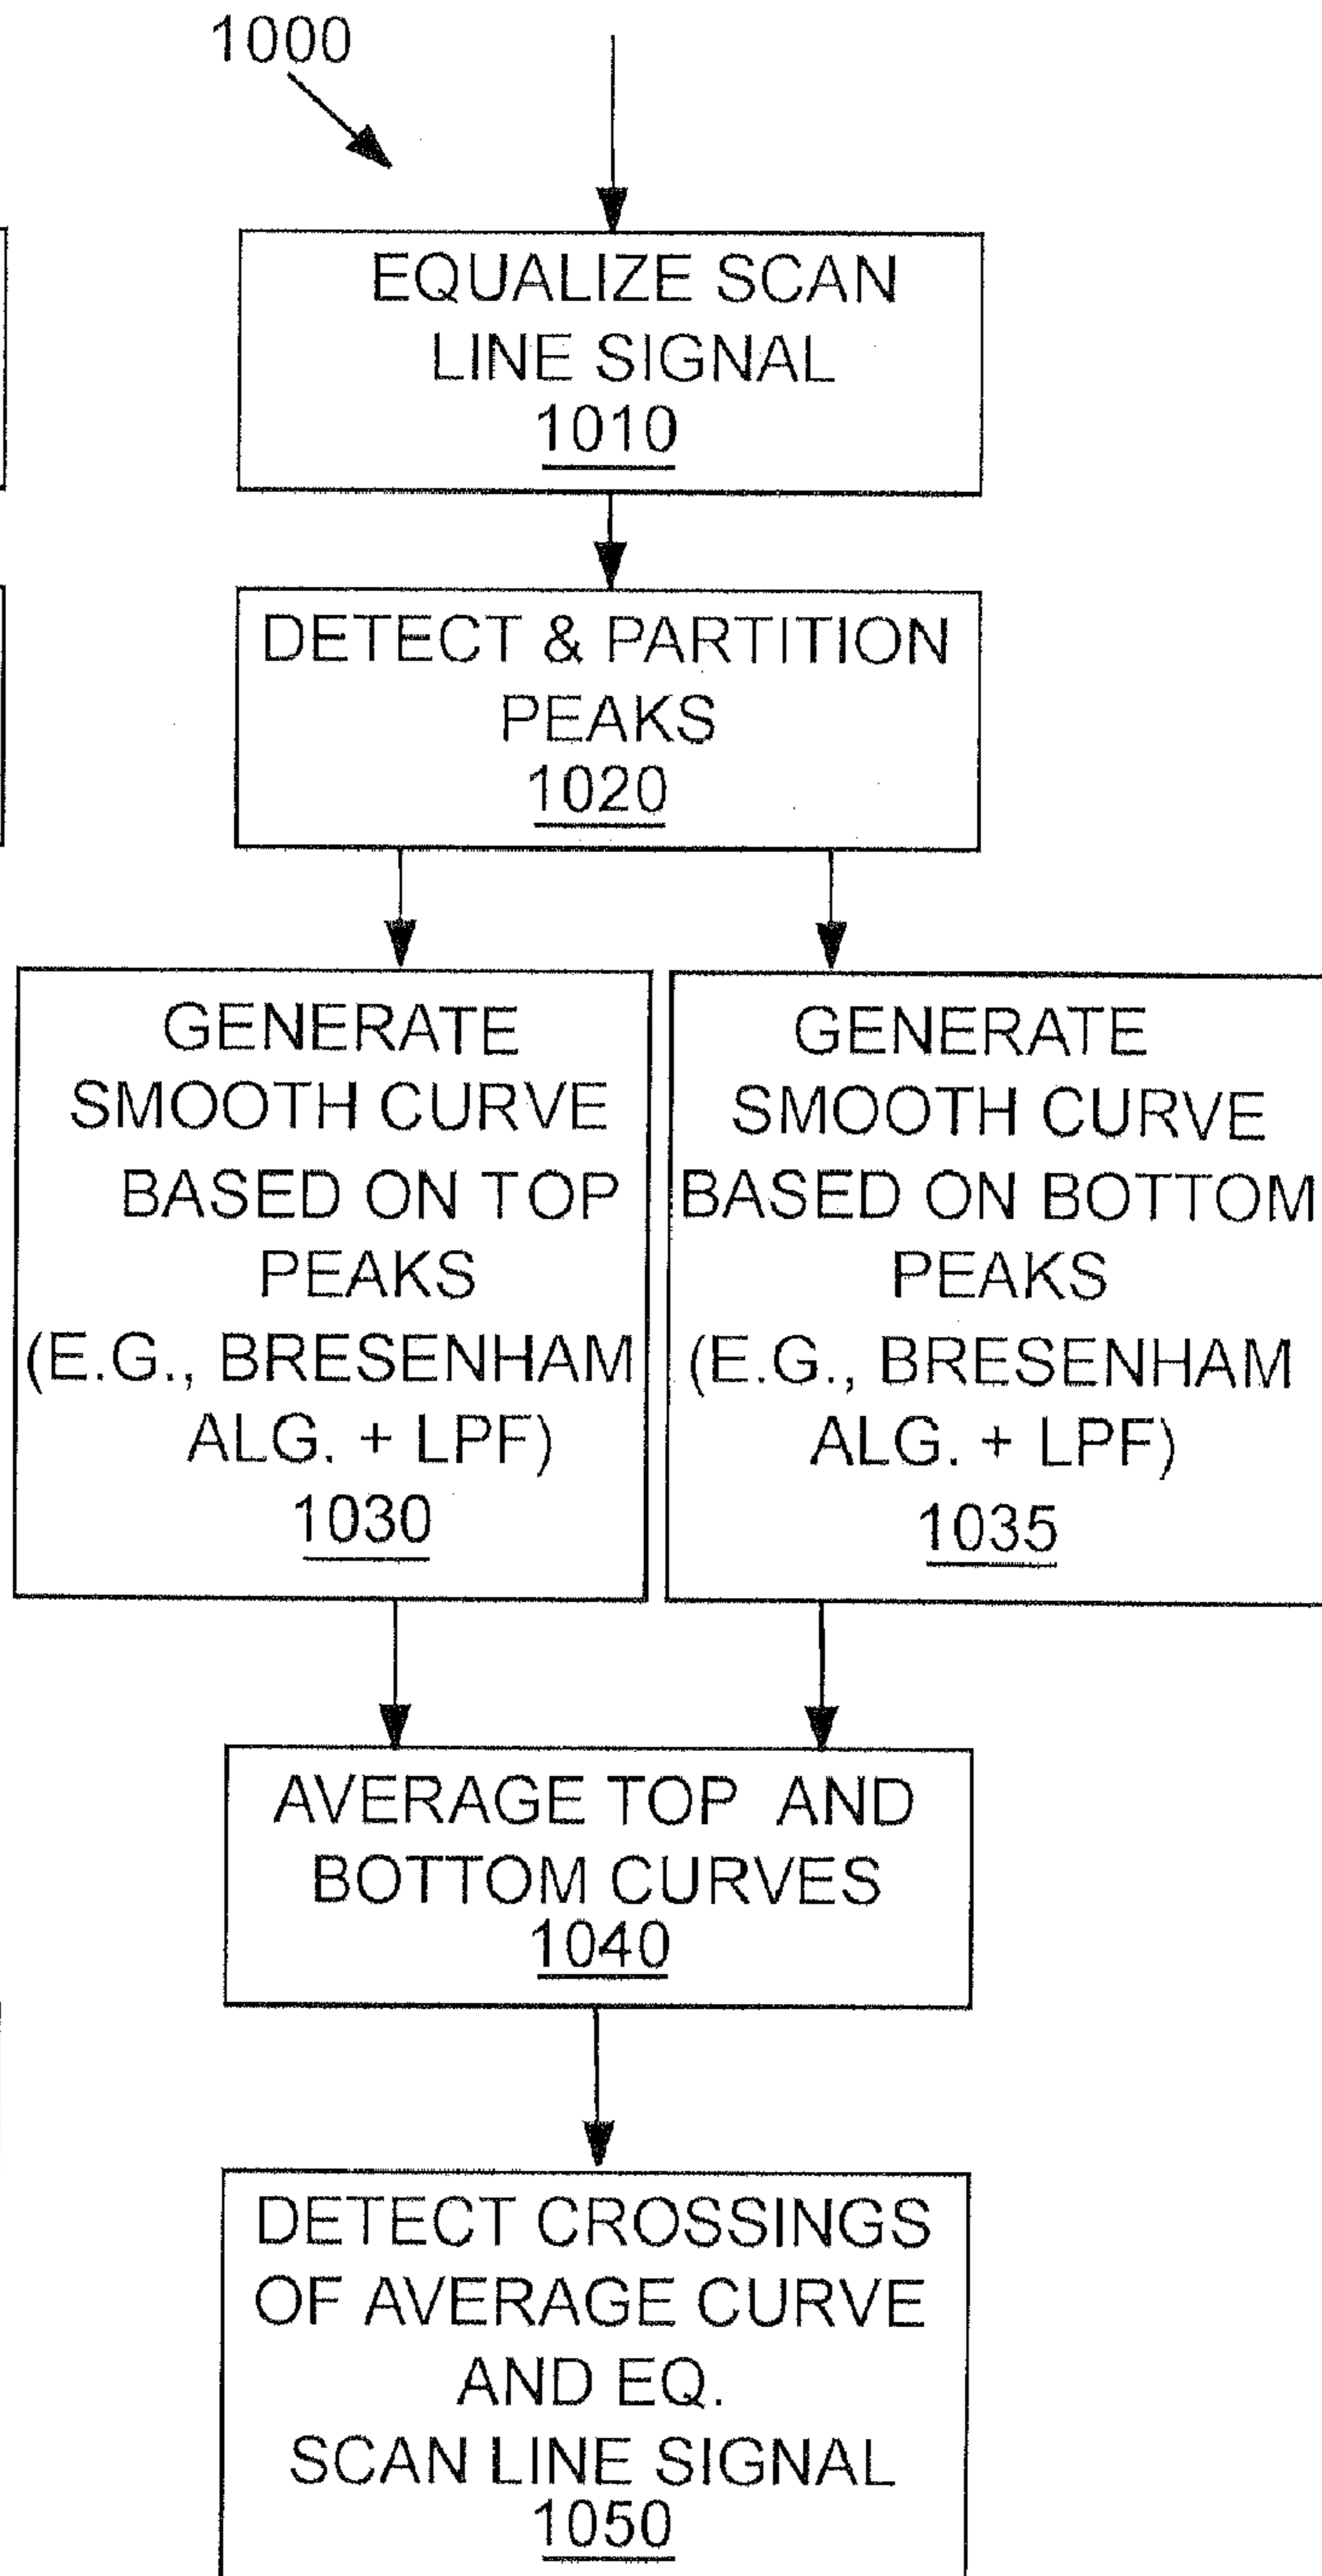 1000
EQUALIZE SCAN
LINE SIGNAL
1010
DETECT & PARTITION
PEAKS
1020
GENERATE
SMOOTH CURVE
BASED ON TOP
PEAKS
(E.G., BRESENHAM
ALG. + LPF)
1030
GENERATE
SMOOTH CURVE
BASED ON BOTTOM
PEAKS
(E.G., BRESENHAM
ALG. + LPF)
1035
AVERAGE TOP AND
BOTTOM CURVES
1040
DETECT CROSSINGS
OF AVERAGE CURVE
AND EQ.
SCAN LINE SIGNAL
1050